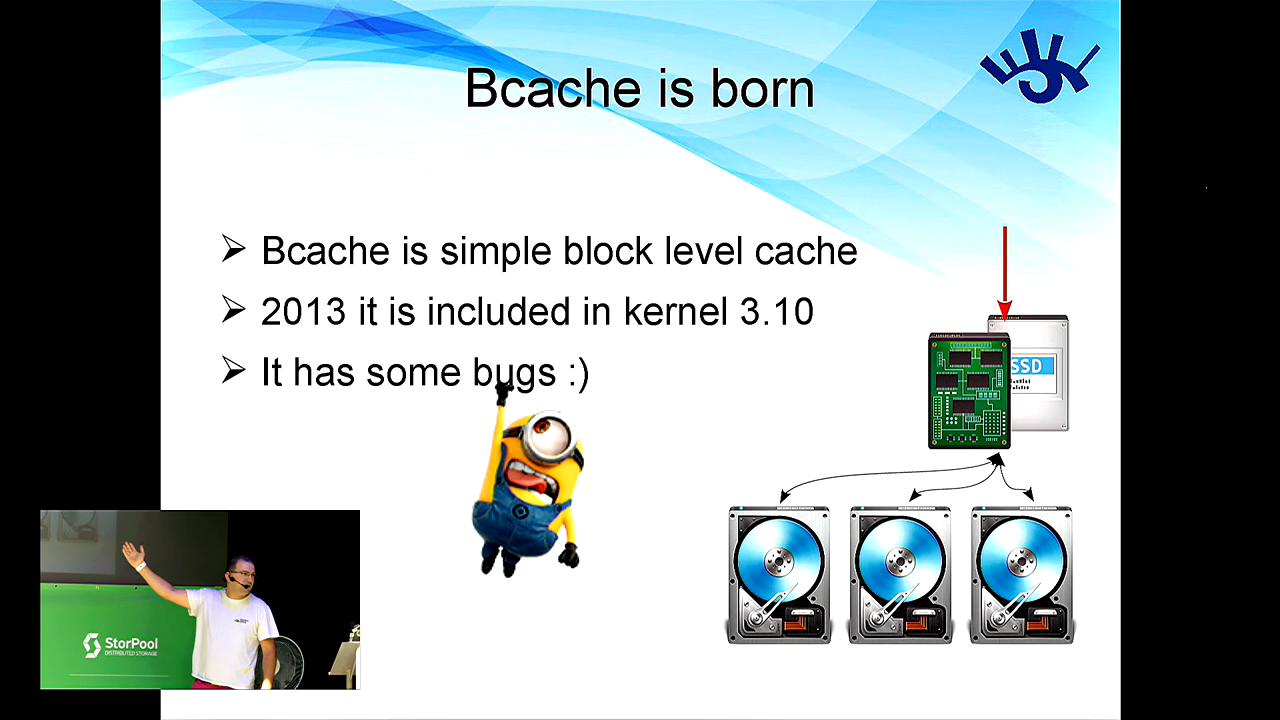 Bcache is born
Bcache is simple block level cache
2013 it is included in kernel 3.10
It has some bugs :)
SSD
StorPool
DISTRIBUTED STORAGE